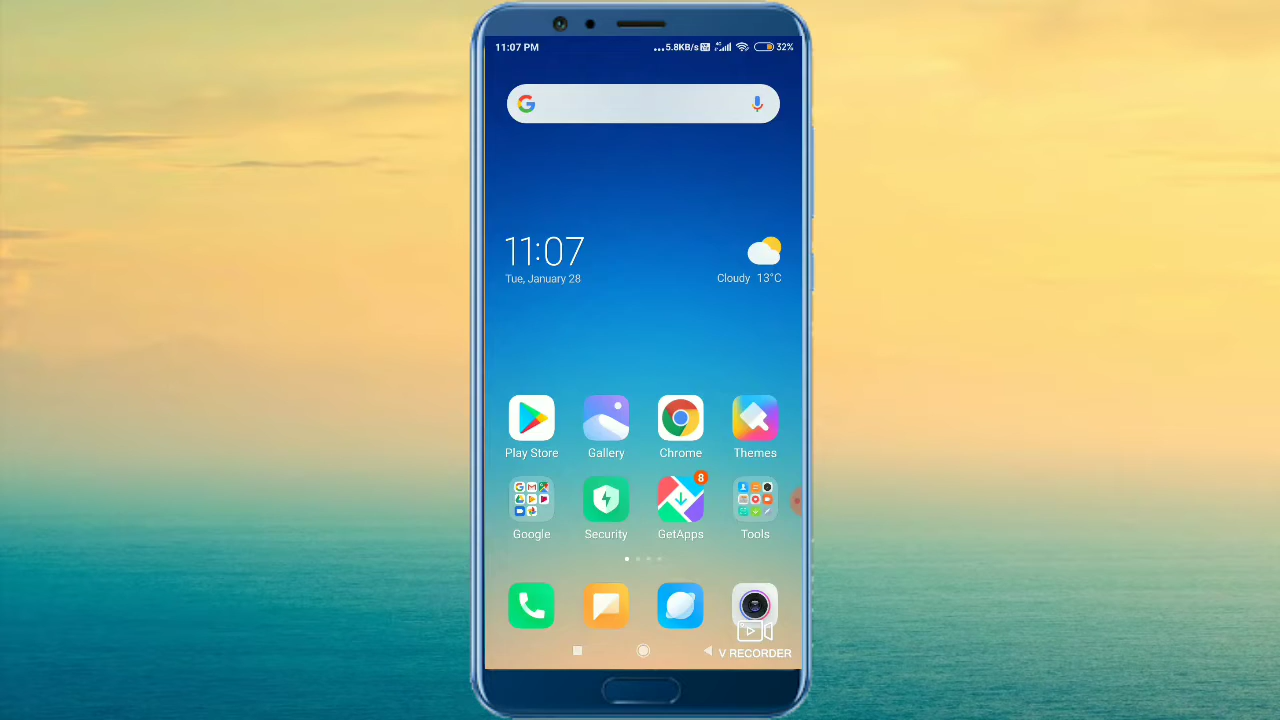 11:07 PM
...5.8KB/s
32%
11:07
Tue, January 28
Cloudy 13°C
Play Store
Gallery
Chrome
Themes
8
Google
Security
GetApps
Tools
V RECORDER